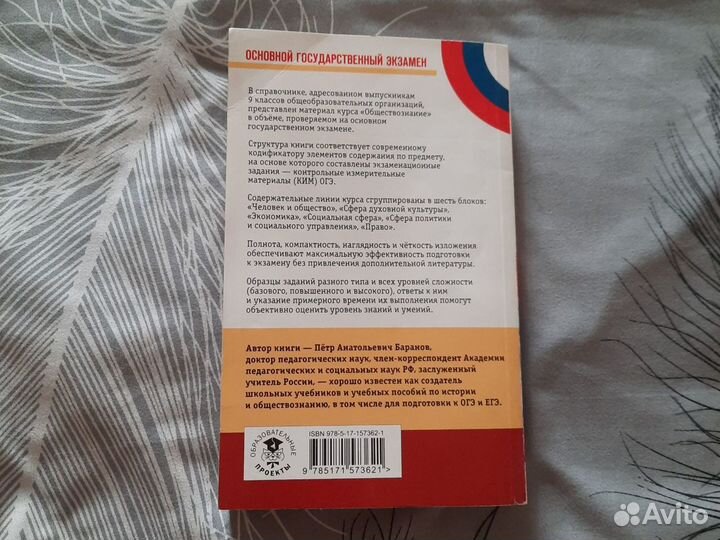 ОСНОВНОЙ ГОСУДАРСТВЕННЫЙ ЭКЗАМЕН
В справочнике, адресованном выпускникам
9 классов общеобразовательных организаций,
представлен материал курса «Обществознание»
в объёме, проверяемом на основном
государственном экзамене.
Структура книги соответствует современному
кодификатору элементов содержания по предмету,
на основе которого составлены экзаменационные
задания — контрольные измерительные
материалы (КИМ) ОГЭ.
Содержательные линии курса сгруппированы в шесть блоков:
«Человек и общество», «Сфера духовной культуры»,
«Экономика», «Социальная сфера», «Сфера политики
и социального управления», «Право».
Полнота, компактность, наглядность и чёткость изложения
обеспечивают максимальную эффективность подготовки
к экзамену без привлечения дополнительной литературы.
Образцы заданий разного типа и всех уровней сложности
(базового, повышенного и высокого), ответы к ним
и указание примерного времени их выполнения помогут
объективно оценить уровень знаний и умений.
Автор книги — Пётр Анатольевич Баранов,
доктор педагогических наук, член-корреспондент Академии
педагогических и социальных наук РФ, заслуженный
учитель России, — хорошо известен как создатель
школьных учебников и учебных пособий по истории
и обществознанию, в том числе для подготовки к ОГЭ и ЕГЭ.
ОБРАЗОВАТЕЛЬНЫЕ
ПРОЕКТЫ
ISBN 978-5-17-157362-1
9 785171 573621 >
Avito